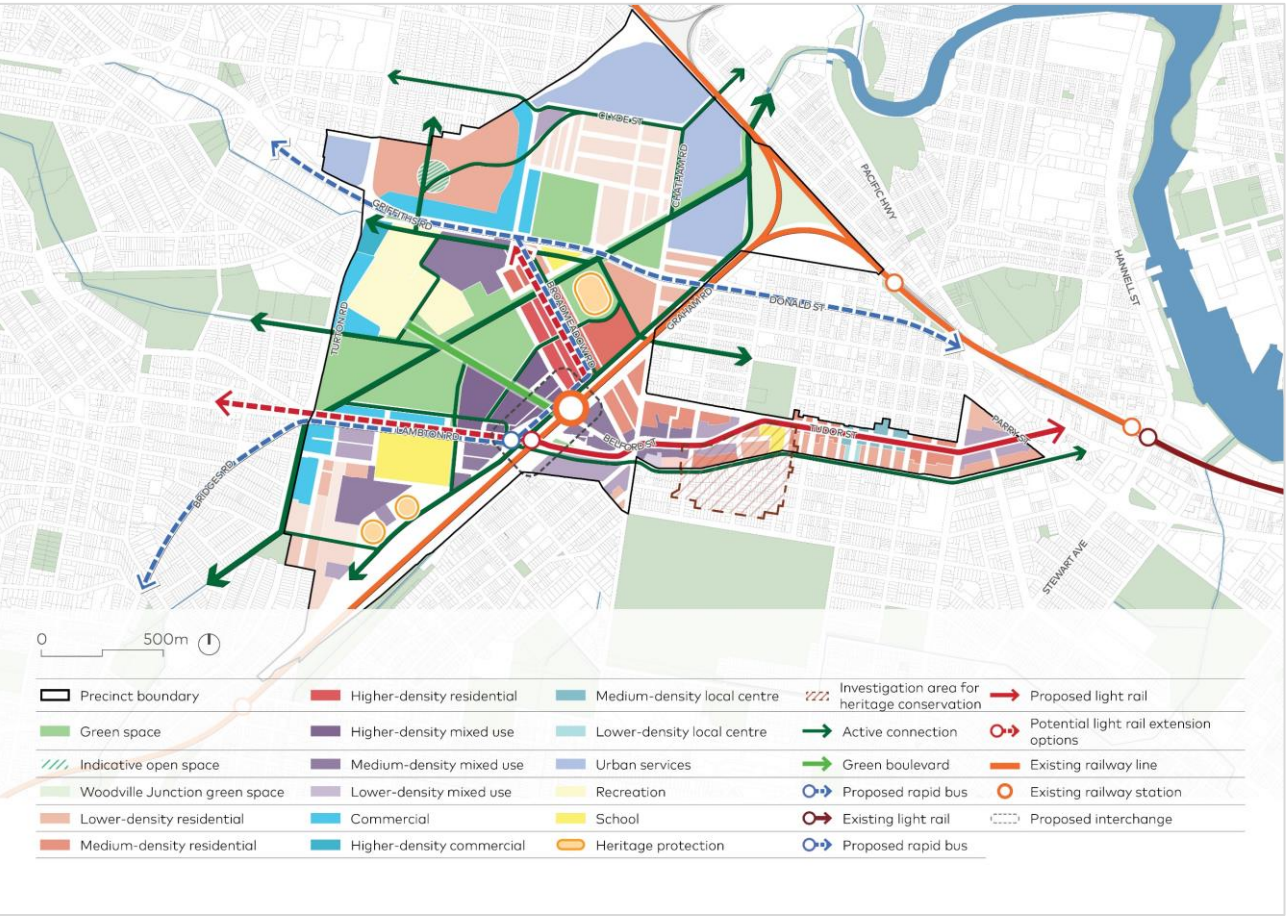 CLYDE ST
CHATHAM RD
PACIFIC HWY
GRIFFITHS RD
HANNELL ST
BROADMEADOW RD
GRAHAM RD
DONALD ST
TURTON RD
LAMBTON RD
BELFORD ST
TUDOR ST
PARRY ST
BRIDGES RD
STEWART AVE
0 500m
Precinct boundary
Green space
Indicative open space
Woodville Junction green space
Lower-density residential
Medium-density residential
Higher-density residential
Higher-density mixed use
Medium-density mixed use
Lower-density mixed use
Commercial
Higher-density commercial
Medium-density local centre
Lower-density local centre
Urban services
Recreation
School
Heritage protection
Investigation area for
heritage conservation
Active connection
Green boulevard
Proposed rapid bus
Existing light rail
Proposed rapid bus
Proposed light rail
Potential light rail extension
options
Existing railway line
Existing railway station
Proposed interchange